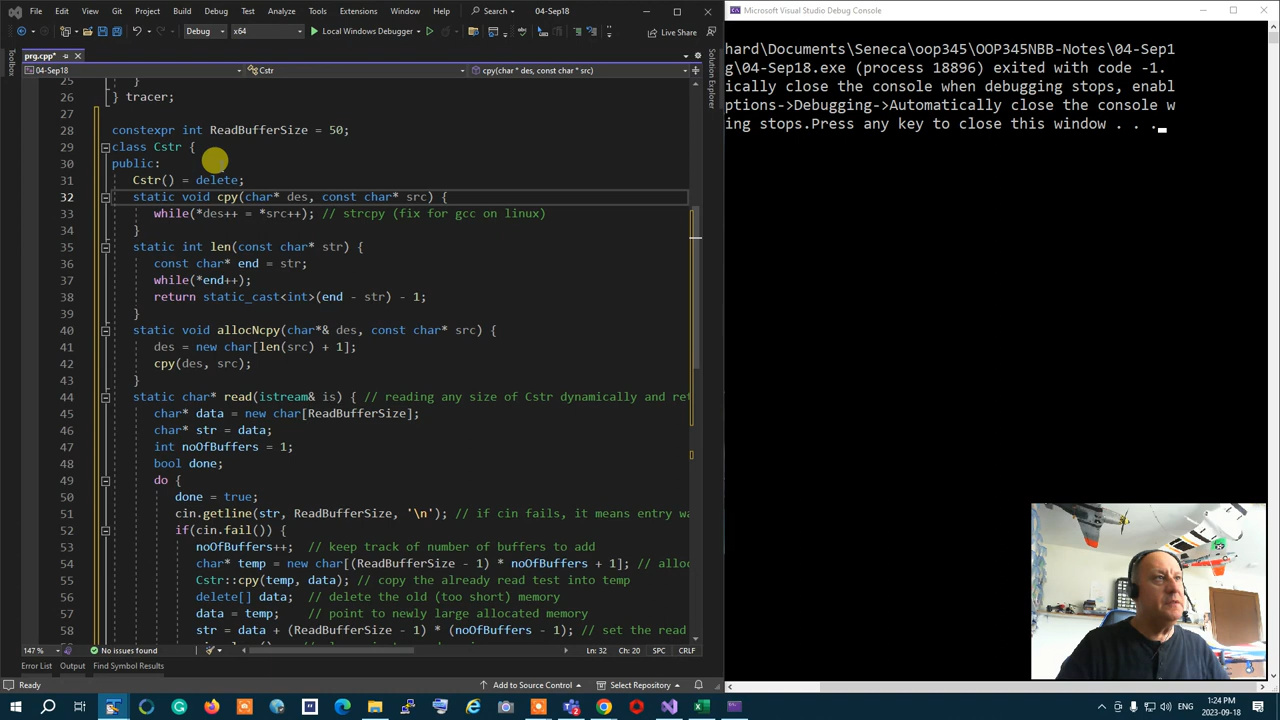 File Edit View Git Project Build Debug Test Analyze Tools Extensions Window Help Search 04-Sep18
Debug x64 Local Windows Debugger Live Share
prg.cpp*
04-Sep18 Cstr cpy(char * des, const char * src)
Toolbox
Solution Explorer
25 }
26 } tracer;
27
28 constexpr int ReadBufferSize = 50;
29 class Cstr {
30 public:
31 Cstr() = delete;
32 static void cpy(char* des, const char* src) {
33 while(*des++ = *src++); // strcpy (fix for gcc on linux)
34 }
35 static int len(const char* str) {
36 const char* end = str;
37 while(*end++);
38 return static_cast<int>(end - str) - 1;
39 }
40 static void allocNcpy(char*& des, const char* src) {
41 des = new char[len(src) + 1];
42 cpy(des, src);
43 }
44 static char* read(istream& is) { // reading any size of Cstr dynamically and ret
45 char* data = new char[ReadBufferSize];
46 char* str = data;
47 int noOfBuffers = 1;
48 bool done;
49 do {
50 done = true;
51 cin.getline(str, ReadBufferSize, '\n'); // if cin fails, it means entry wa
52 if(cin.fail()) {
53 noOfBuffers++; // keep track of number of buffers to add
54 char* temp = new char[(ReadBufferSize - 1) * noOfBuffers + 1]; // alloc
55 Cstr::cpy(temp, data); // copy the already read test into temp
56 delete[] data; // delete the old (too short) memory
57 data = temp; // point to newly large allocated memory
58 str = data + (ReadBufferSize - 1) * (noOfBuffers - 1); // set the read
147 % No issues found Ln: 32 Ch: 20 SPC CRLF
Error List Output Find Symbol Results
Ready Add to Source Control Select Repository
Microsoft Visual Studio Debug Console
hard\Documents\Seneca\oop345\OOP345NBB-Notes\04-Sep1
g\04-Sep18.exe (process 18896) exited with code -1.
ically close the console when debugging stops, enabl
ptions->Debugging->Automatically close the console w
ing stops.Press any key to close this window . . .
ENG
1:24 PM
2023-09-18